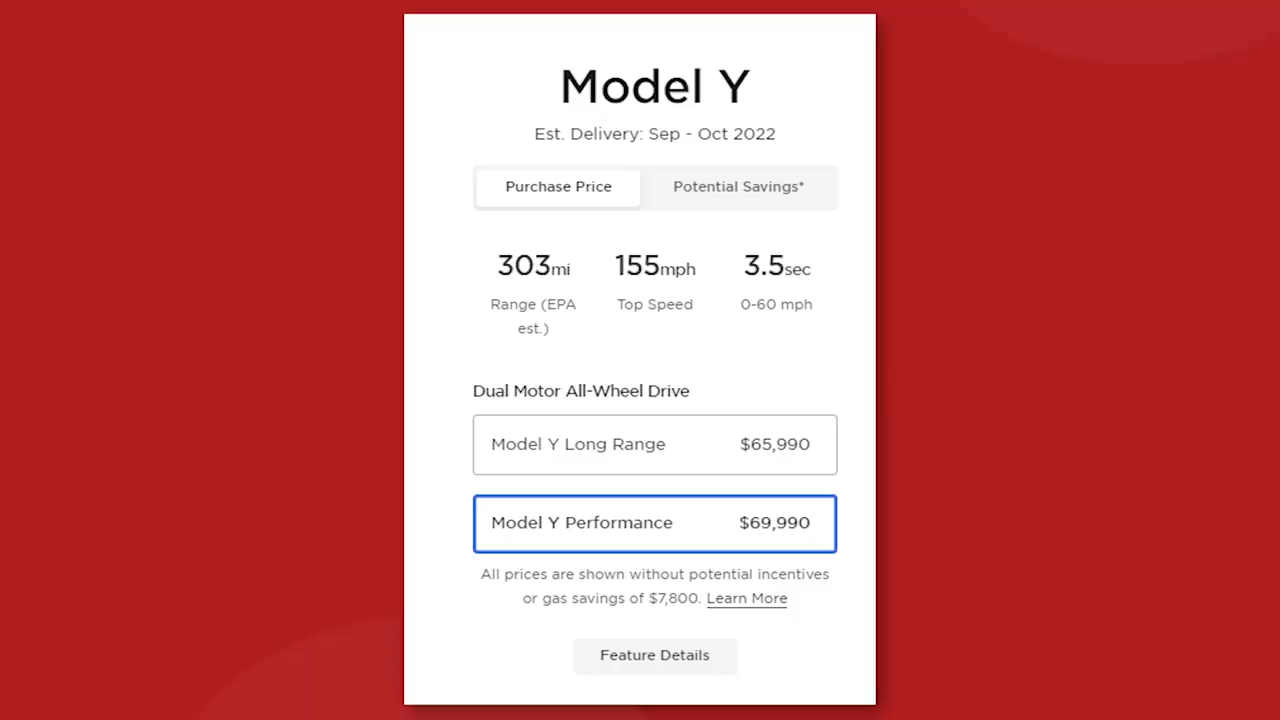 Model Y
Est. Delivery: Sep - Oct 2022
Purchase Price Potential Savings*
303mi 155mph 3.5sec
Range (EPA est.) Top Speed 0-60 mph
Dual Motor All-Wheel Drive
Model Y Long Range $65,990
Model Y Performance $69,990
All prices are shown without potential incentives
or gas savings of $7,800. Learn More
Feature Details